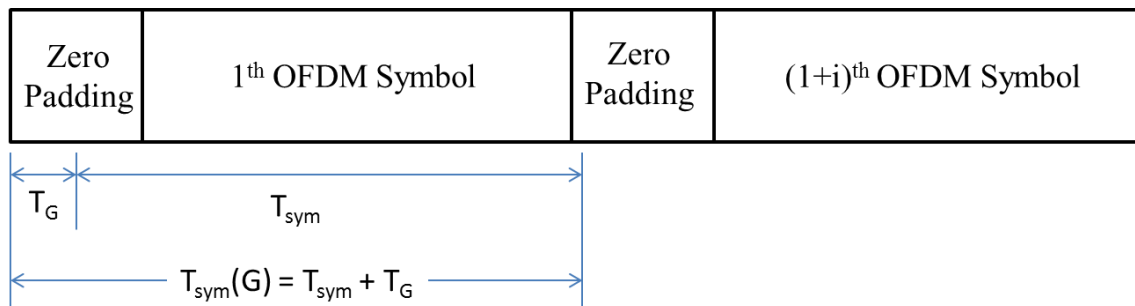 Zero
Padding
1th OFDM Symbol
Zero
Padding
(1+i)th OFDM Symbol
TG
Tsym
Tsym(G) = Tsym + TG